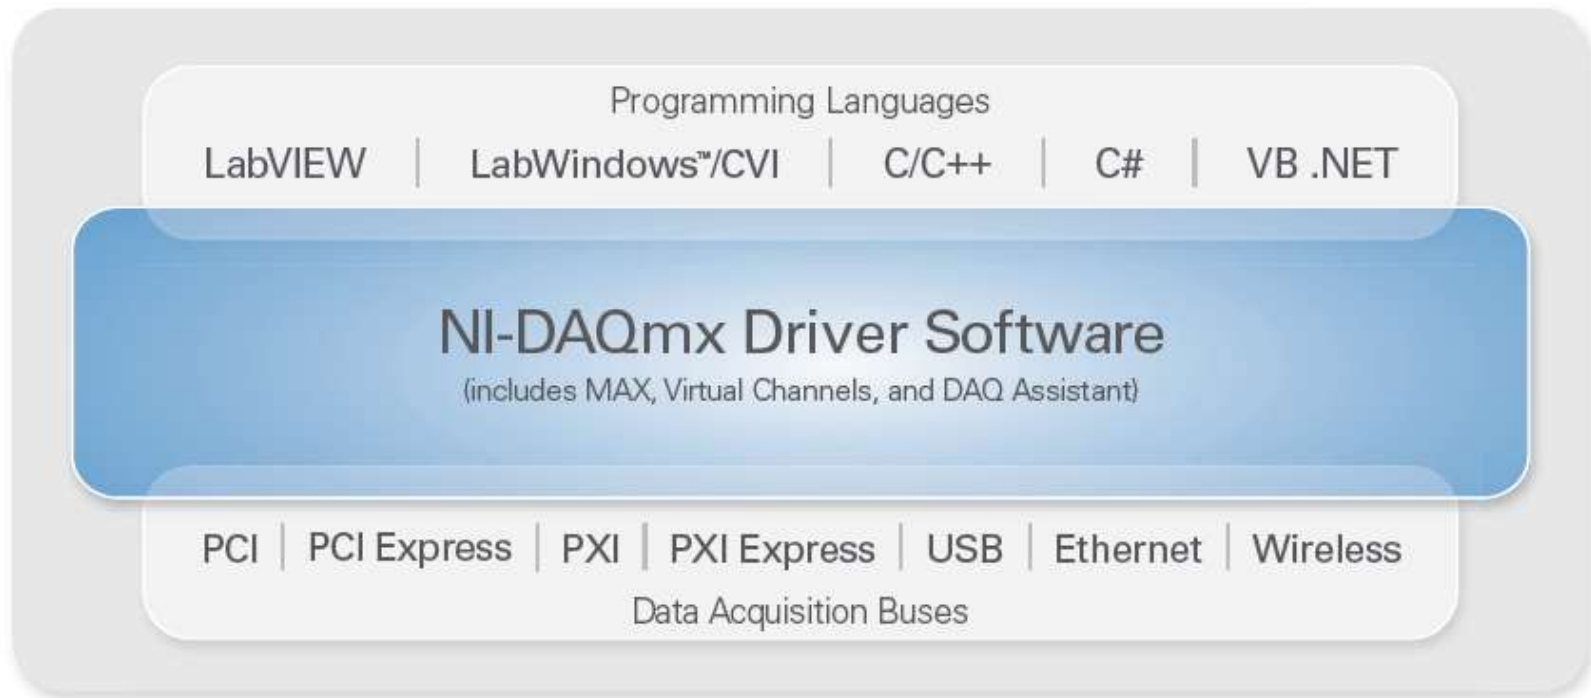 Programming Languages
LabVIEW | LabWindows™/CVI | C/C++ | C# | VB .NET
NI-DAQmx Driver Software
(includes MAX, Virtual Channels, and DAQ Assistant)
PCI | PCI Express | PXI | PXI Express | USB | Ethernet | Wireless
Data Acquisition Buses